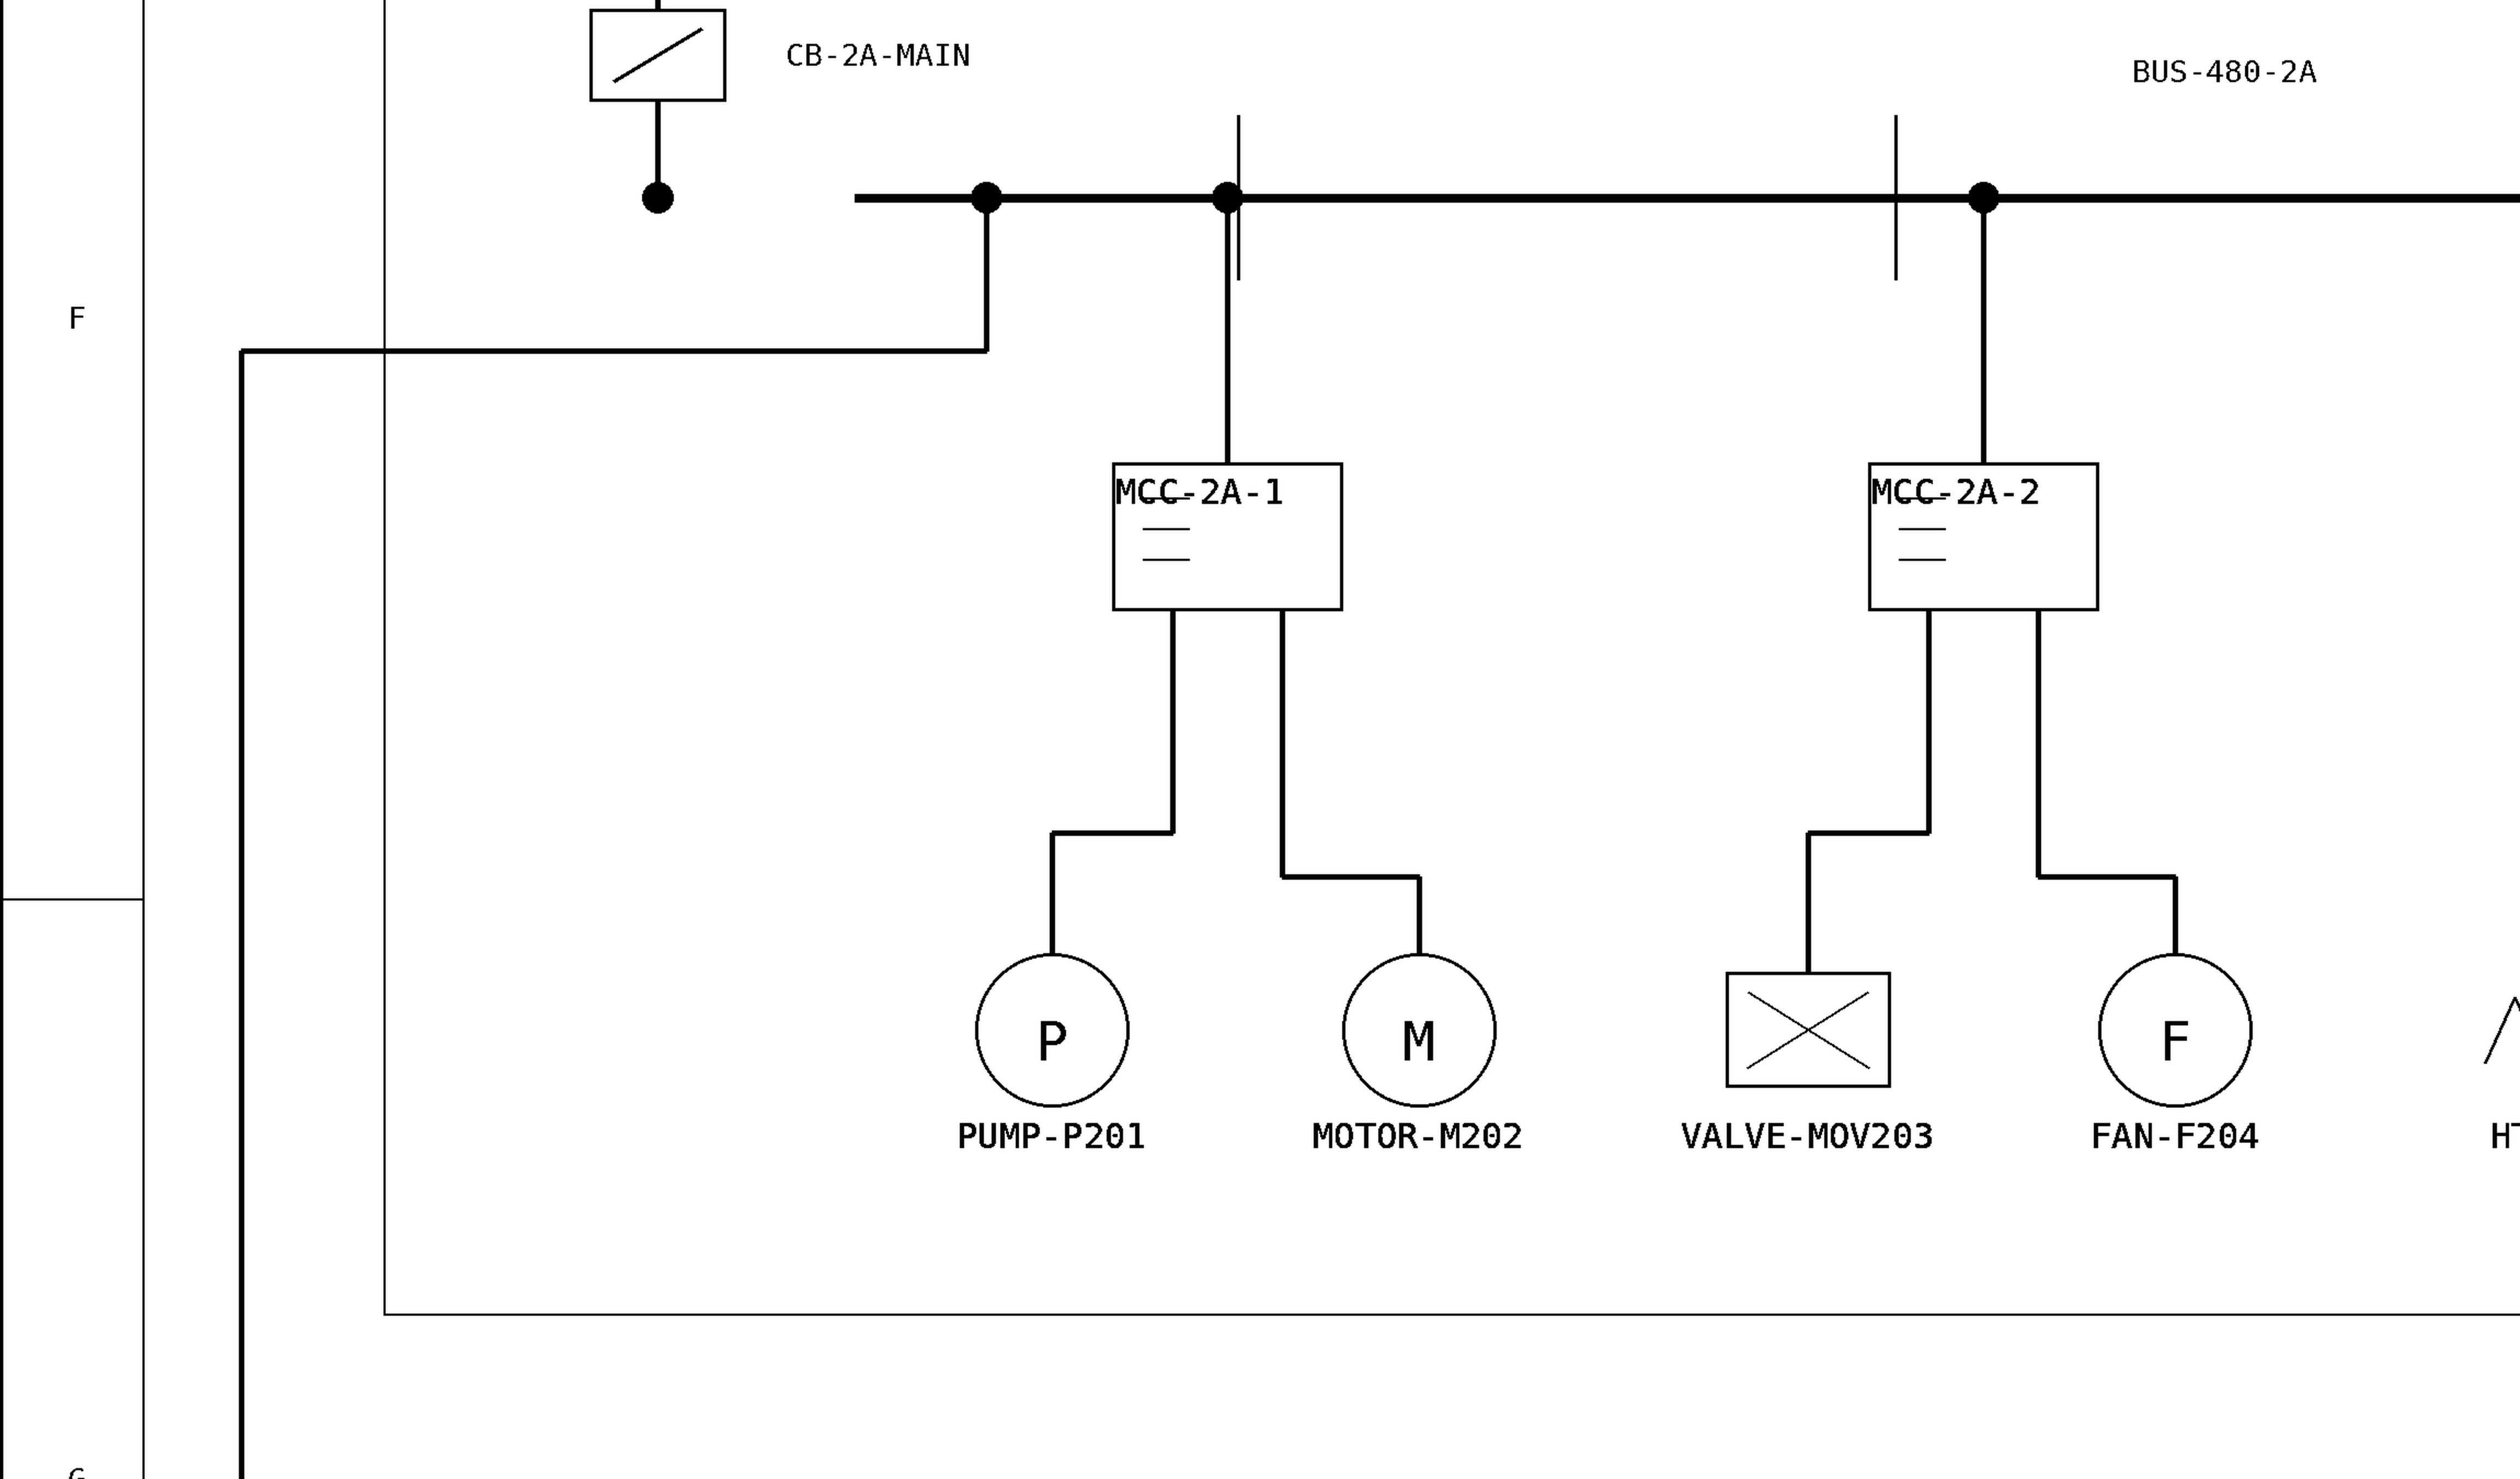 CB-2A-MAIN
BUS-480-2A
F
MCC-2A-1
MCC-2A-2
P
M
F
PUMP-P201
MOTOR-M202
VALVE-MOV203
FAN-F204